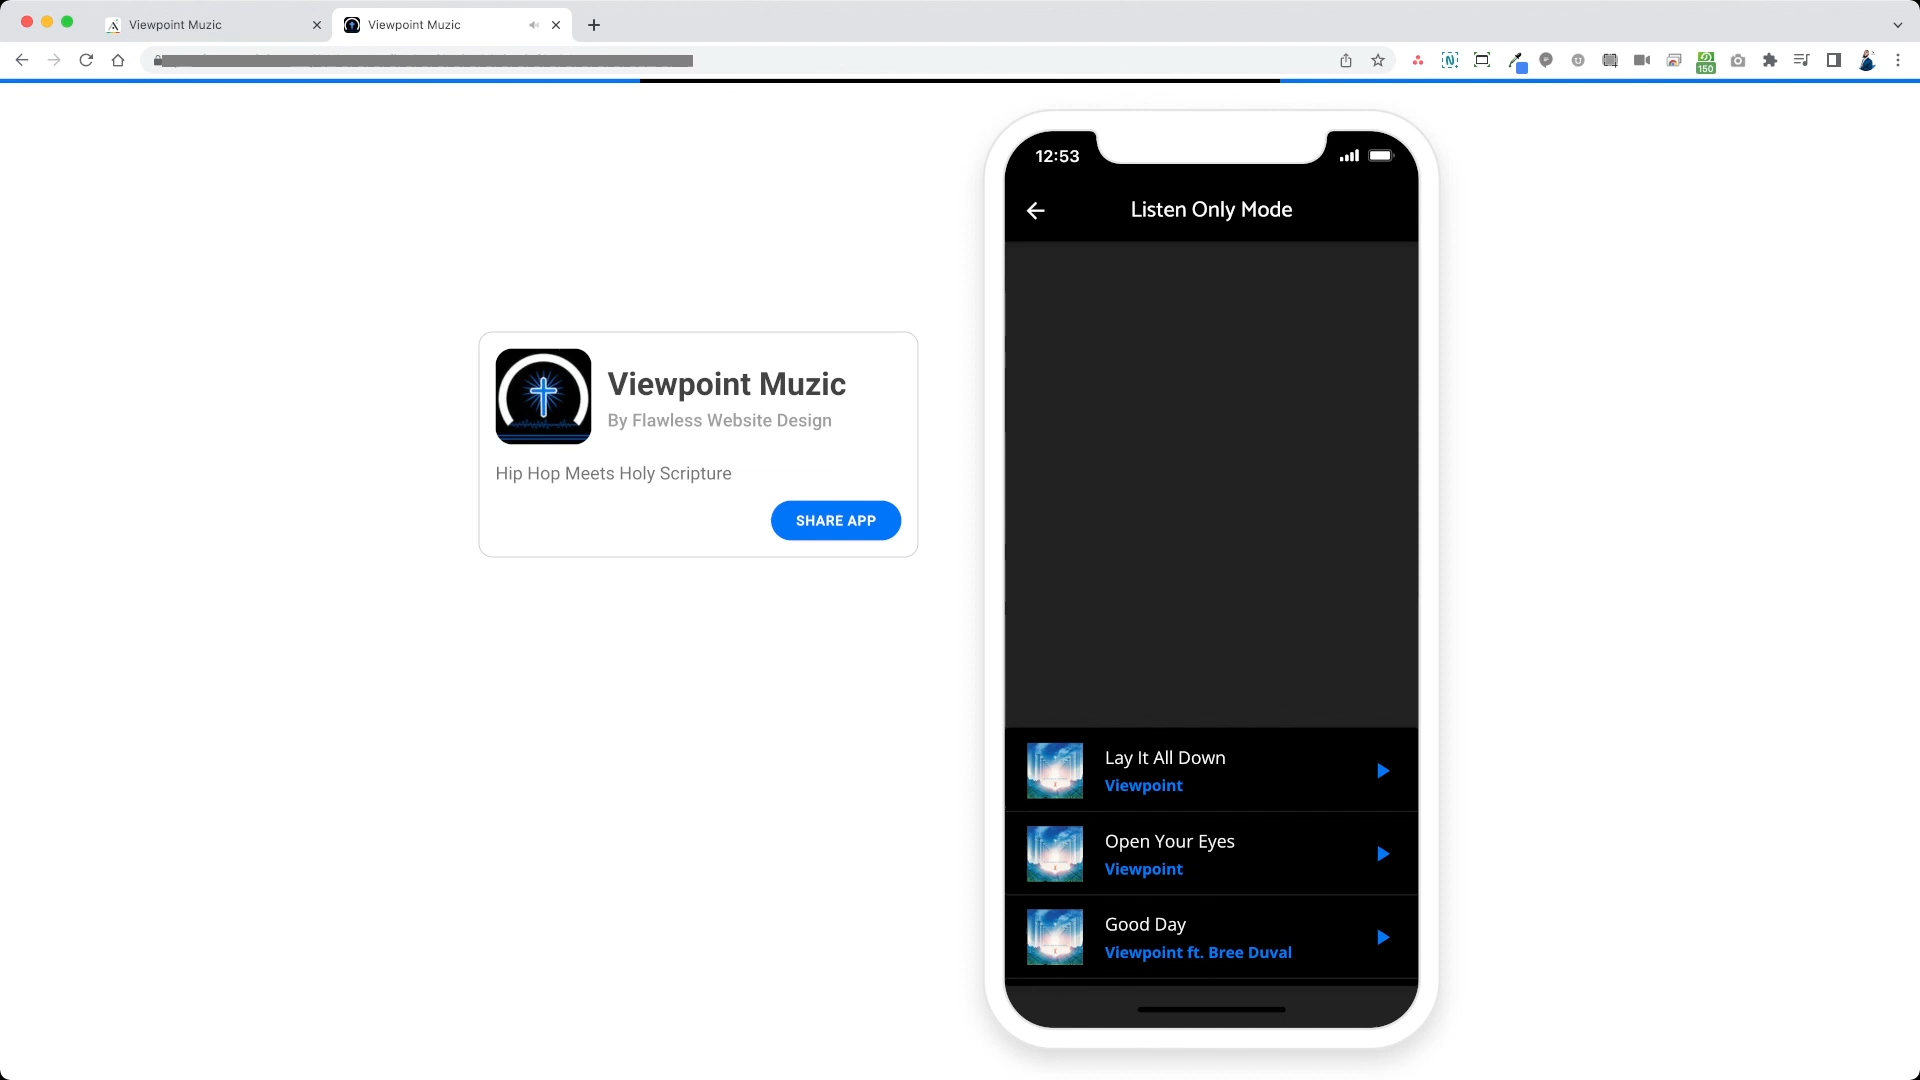 Viewpoint Muzic
Viewpoint Muzic
150
12:53
Listen Only Mode
Viewpoint Muzic
By Flawless Website Design
Hip Hop Meets Holy Scripture
SHARE APP
Lay It All Down
Viewpoint
Open Your Eyes
Viewpoint
Good Day
Viewpoint ft. Bree Duval